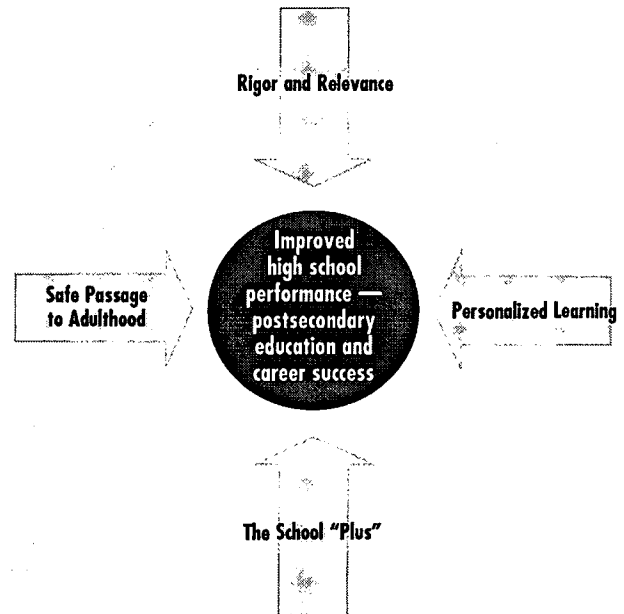 Rigor and Relevance
Improved
high school
performance —
postsecondary
education and
career success
Safe Passage
to Adulthood
Personalized Learning
The School "Plus"